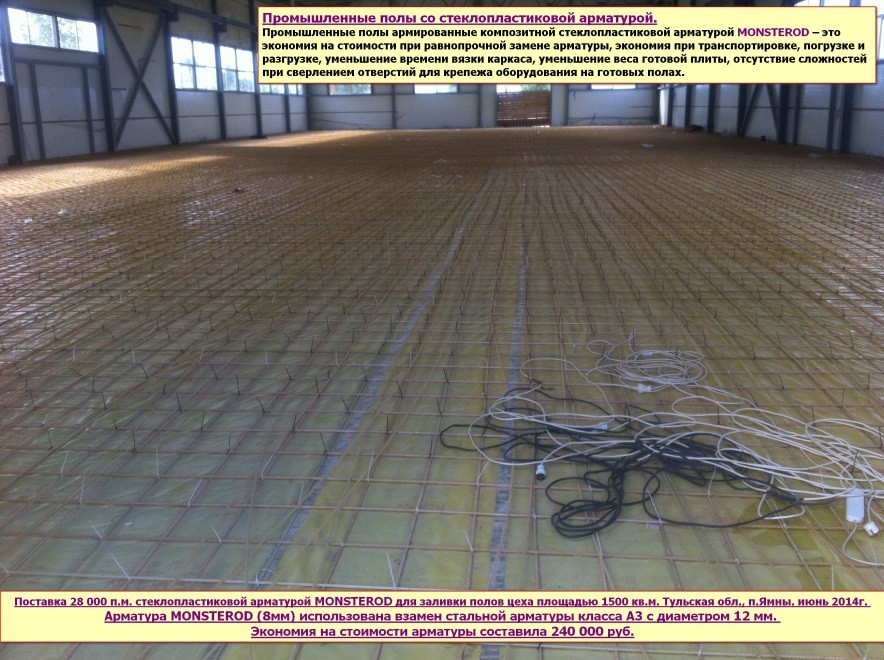 Промышленные полы со стеклопластиковой арматурой.
Промышленные полы армированные композитной стеклопластиковой арматурой MONSTEROD – это
экономия на стоимости при равнопрочной замене арматуры, экономия при транспортировке, погрузке и
разгрузке, уменьшение времени вязки каркаса, уменьшение веса готовой плиты, отсутствие сложностей
при сверлением отверстий для крепежа оборудования на готовых полах.
Поставка 28 000 п.м. стеклопластиковой арматурой MONSTEROD для заливки полов цеха площадью 1500 кв.м. Тульская обл., п.Ямны. июнь 2014г.
Арматура MONSTEROD (8мм) использована взамен стальной арматуры класса А3 с диаметром 12 мм.
Экономия на стоимости арматуры составила 240 000 руб.